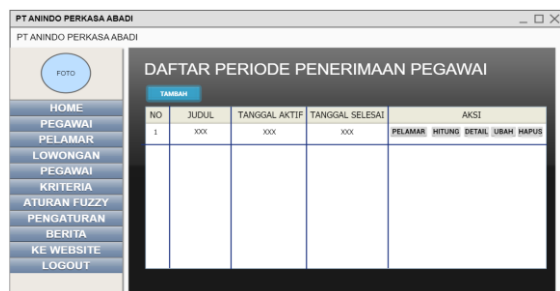 PT ANINDO PERKASA ABADI
PT ANINDO PERKASA ABADI
FOTO
HOME
PEGAWAI
PELAMAR
LOWONGAN
PEGAWAI
KRITERIA
ATURAN FUZZY
PENGATURAN
BERITA
KE WEBSITE
LOGOUT
DAFTAR PERIODE PENERIMAAN PEGAWAI
TAMBAH
NO JUDUL TANGGAL AKTIF TANGGAL SELESAI AKSI
1 XXX XXX XXX PELAMAR HITUNG DETAIL UBAH HAPUS